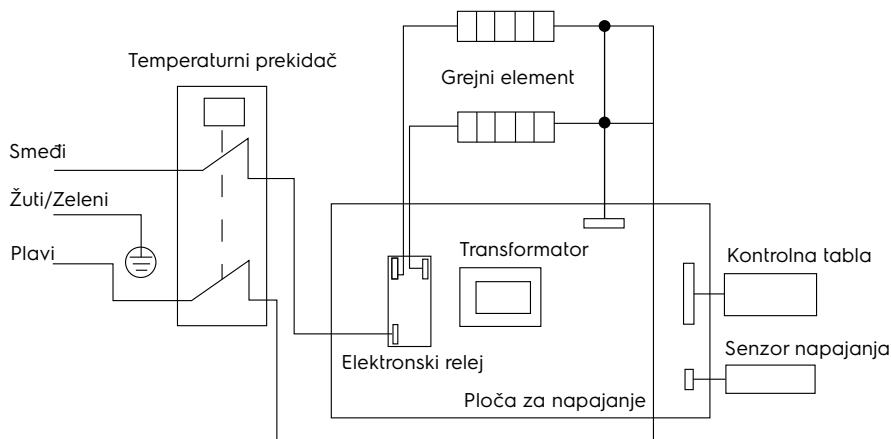 Temperaturni prekidač
Grejni element
Smeđi
Žuti/Zeleni
Plavi
Transformator
Kontrolna tabla
Elektronski relej
Senzor napajanja
Ploča za napajanje